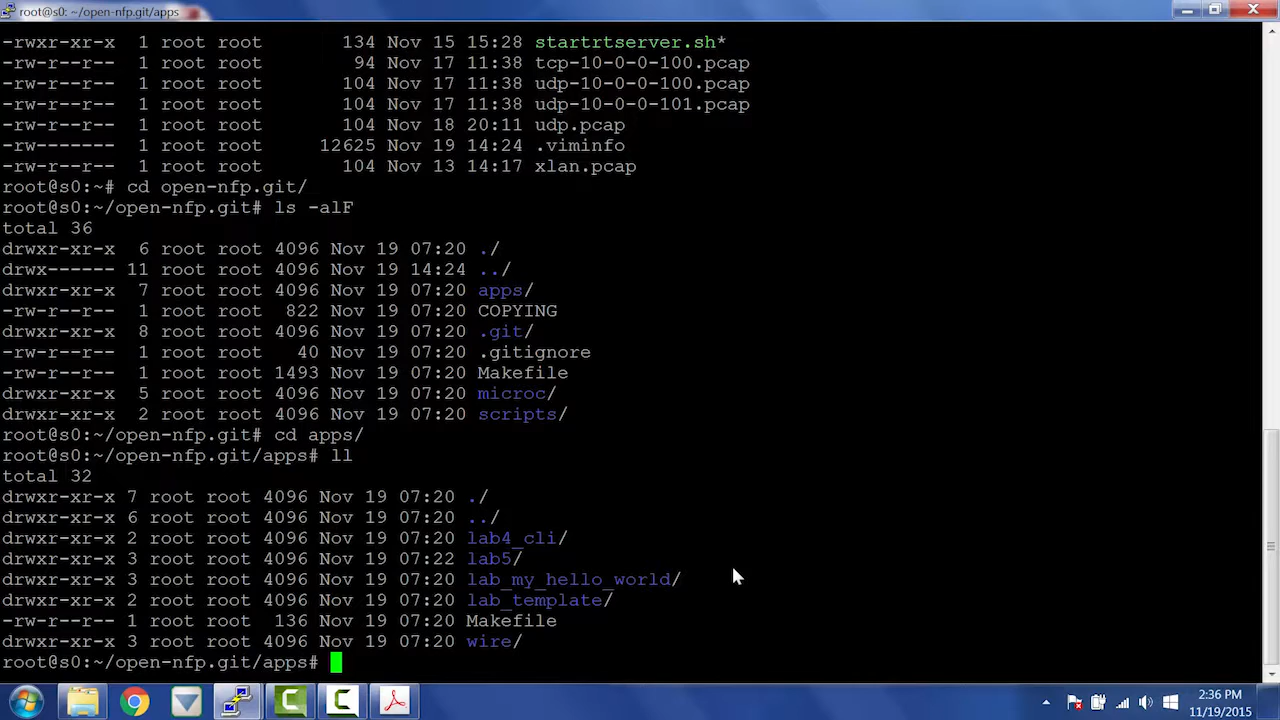 root@s0: ~/open-nfp.git/apps
-rwxr-xr-x 1 root root 134 Nov 15 15:28 startrtserver.sh*
-rw-r--r-- 1 root root 94 Nov 17 11:38 tcp-10-0-0-100.pcap
-rw-r--r-- 1 root root 104 Nov 17 11:38 udp-10-0-0-100.pcap
-rw-r--r-- 1 root root 104 Nov 17 11:38 udp-10-0-0-101.pcap
-rw-r--r-- 1 root root 104 Nov 18 20:11 udp.pcap
-rw------- 1 root root 12625 Nov 19 14:24 .viminfo
-rw-r--r-- 1 root root 104 Nov 13 14:17 xlan.pcap
root@s0:~# cd open-nfp.git/
root@s0:~/open-nfp.git# ls -alF
total 36
drwxr-xr-x 6 root root 4096 Nov 19 07:20 ./
drwx------ 11 root root 4096 Nov 19 14:24 ../
drwxr-xr-x 7 root root 4096 Nov 19 07:20 apps/
-rw-r--r-- 1 root root 822 Nov 19 07:20 COPYING
drwxr-xr-x 8 root root 4096 Nov 19 07:20 .git/
-rw-r--r-- 1 root root 40 Nov 19 07:20 .gitignore
-rw-r--r-- 1 root root 1493 Nov 19 07:20 Makefile
drwxr-xr-x 5 root root 4096 Nov 19 07:20 microc/
drwxr-xr-x 2 root root 4096 Nov 19 07:20 scripts/
root@s0:~/open-nfp.git# cd apps/
root@s0:~/open-nfp.git/apps# ll
total 32
drwxr-xr-x 7 root root 4096 Nov 19 07:20 ./
drwxr-xr-x 6 root root 4096 Nov 19 07:20 ../
drwxr-xr-x 2 root root 4096 Nov 19 07:20 lab4_cli/
drwxr-xr-x 3 root root 4096 Nov 19 07:22 lab5/
drwxr-xr-x 3 root root 4096 Nov 19 07:20 lab_my_hello_world/
drwxr-xr-x 2 root root 4096 Nov 19 07:20 lab_template/
-rw-r--r-- 1 root root 136 Nov 19 07:20 Makefile
drwxr-xr-x 3 root root 4096 Nov 19 07:20 wire/
root@s0:~/open-nfp.git/apps#
2:36 PM
11/19/2015